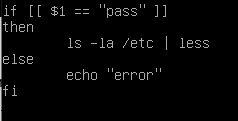 if [[ $1 == "pass" ]]
then
        ls -la /etc | less
else
        echo "error"
fi